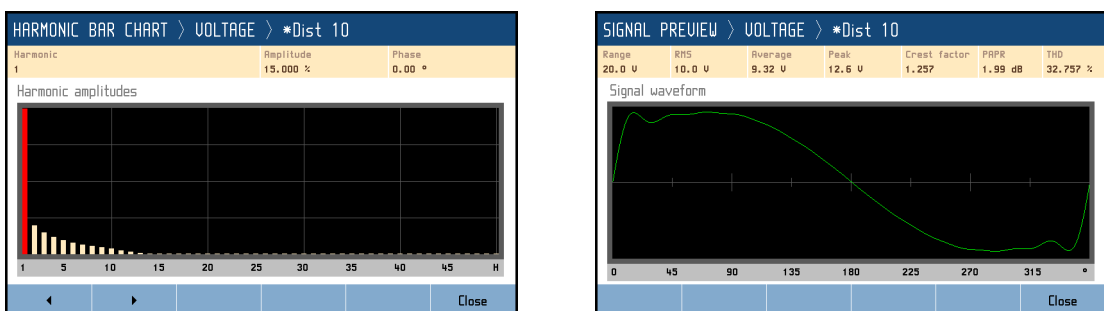 HARMONIC BAR CHART > VOLTAGE > *Dist 10
Harmonic Amplitude Phase
1 15.000 % 0.00 °
Harmonic amplitudes
1 5 10 15 20 25 30 35 40 45 H
Close
SIGNAL PREVIEW > VOLTAGE > *Dist 10
Range RMS Average Peak Crest factor PAPR THD
20.0 V 10.0 V 9.32 V 12.6 V 1.257 1.99 dB 32.757 %
Signal waveform
0 45 90 135 180 225 270 315 °
Close